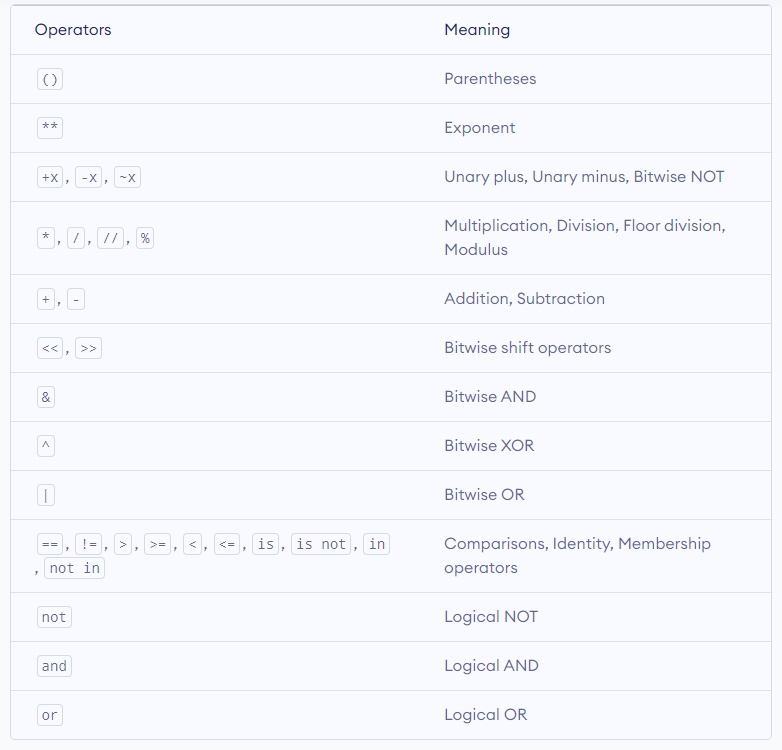 Operators Meaning
() Parentheses
** Exponent
+x, -x, ~x Unary plus, Unary minus, Bitwise NOT
*, /, //, % Multiplication, Division, Floor division,
Modulus
+, - Addition, Subtraction
<<, >> Bitwise shift operators
& Bitwise AND
^ Bitwise XOR
| Bitwise OR
==, !=, >, >=, <, <=, is, is not, in Comparisons, Identity, Membership
, not in operators
not Logical NOT
and Logical AND
or Logical OR